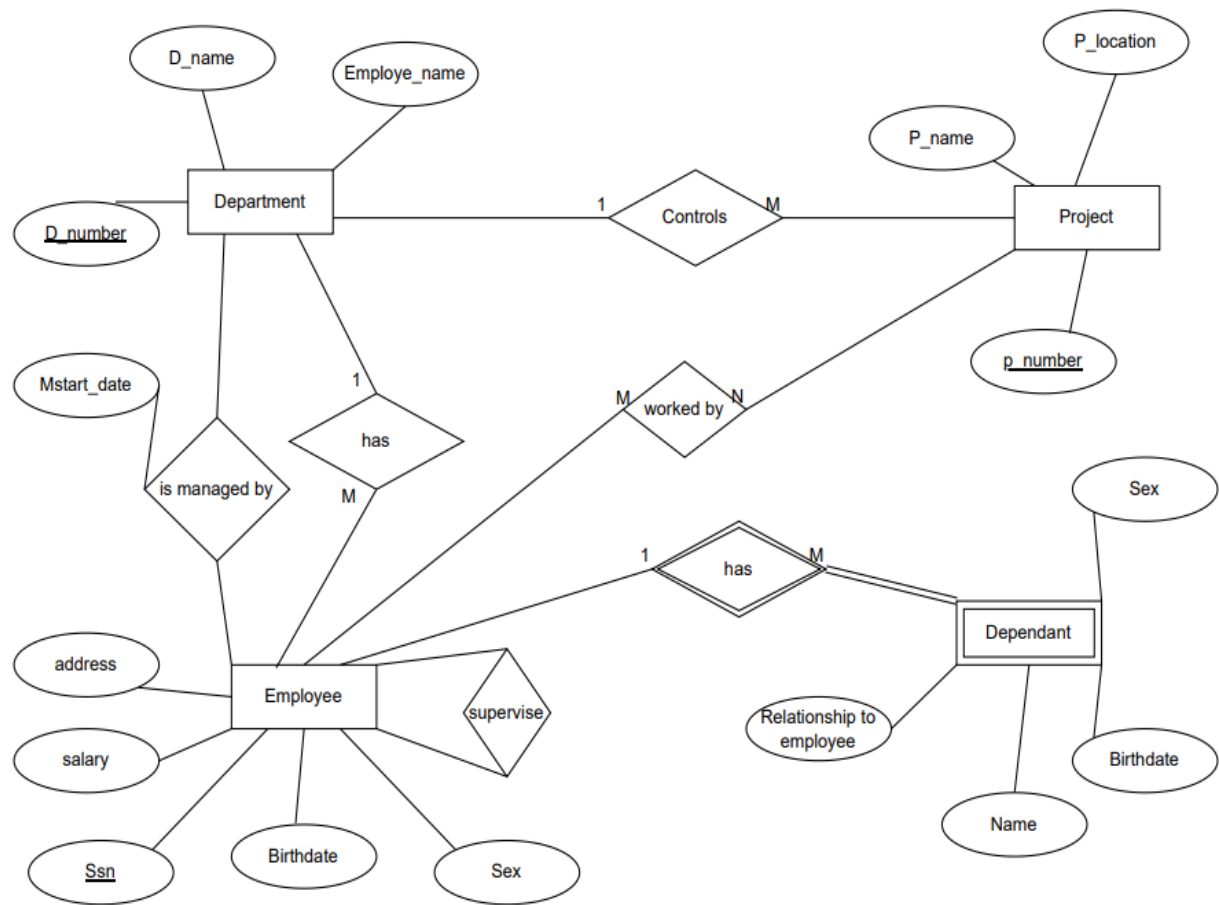 P_location
D_name
Employe_name
P_name
Department
1
Controls
M
Project
D_number
p_number
Mstart_date
1
M
worked by
N
has
is managed by
M
Sex
1
has
M
Dependant
address
Employee
supervise
Relationship to
employee
salary
Birthdate
Name
Ssn
Birthdate
Sex